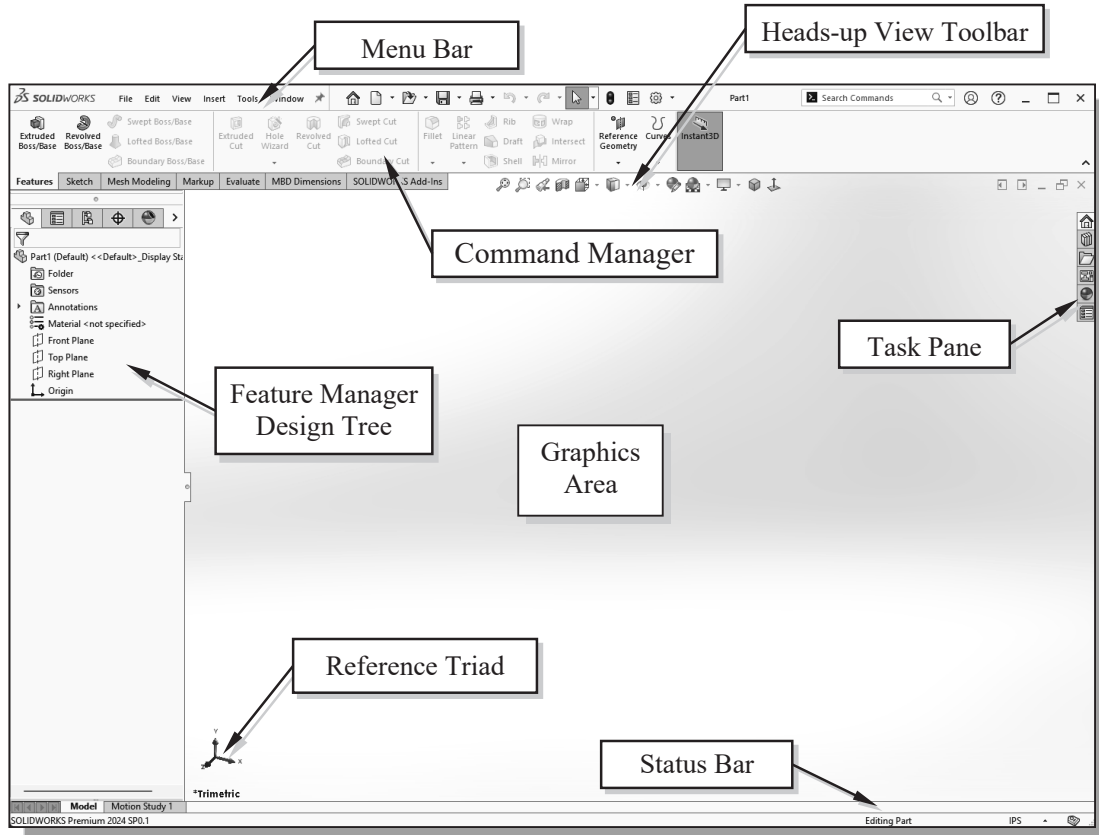 Menu Bar
Heads-up View Toolbar
SOLIDWORKS File Edit View Insert Tools Window Part1 Search Commands
Extruded Boss/Base
Revolved Boss/Base
Swept Boss/Base
Lofted Boss/Base
Boundary Boss/Base
Extruded Cut
Hole Wizard
Revolved Cut
Swept Cut
Lofted Cut
Boundary Cut
Fillet
Linear Pattern
Rib
Draft
Shell
Wrap
Intersect
Mirror
Reference Geometry
Curves
Instant3D
Features Sketch Mesh Modeling Markup Evaluate MBD Dimensions SOLIDWORKS Add-Ins
Command Manager
Part1 (Default) <<Default>_Display Sta
Folder
Sensors
Annotations
Material <not specified>
Front Plane
Top Plane
Right Plane
Origin
Task Pane
Feature Manager
Design Tree
Graphics
Area
Reference Triad
Y
Z X
Status Bar
*Trimetric
Model Motion Study 1
SOLIDWORKS Premium 2024 SP0.1 Editing Part IPS